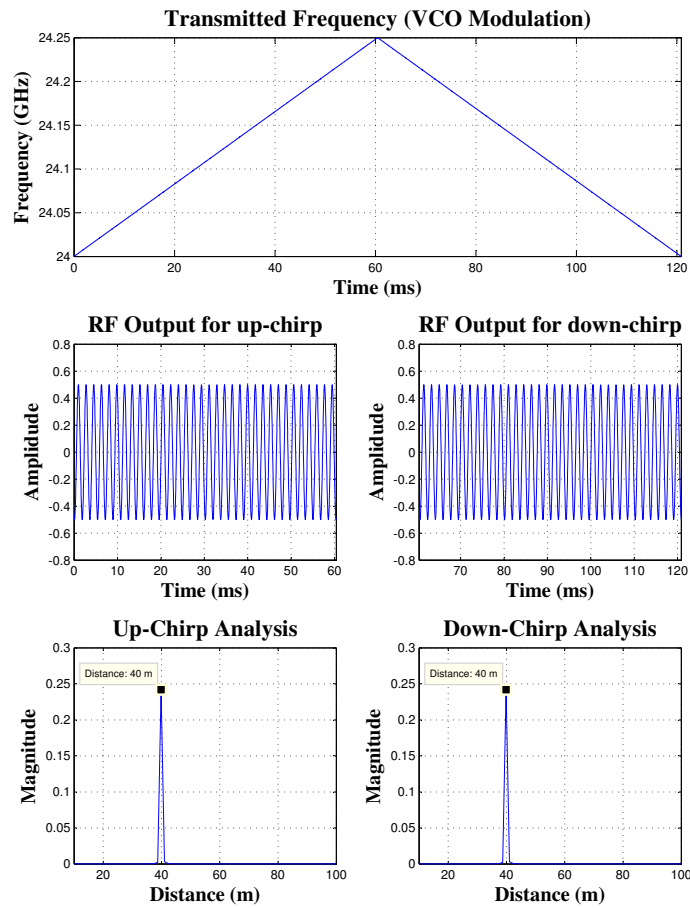 Transmitted Frequency (VCO Modulation)
24.25
24.2
24.15
24.1
24.05
24
Frequency (GHz)
0 20 40 60 80 100 120
Time (ms)
RF Output for up-chirp
0.8
0.6
0.4
0.2
0
-0.2
-0.4
-0.6
-0.8
Amplidude
0 10 20 30 40 50 60
Time (ms)
RF Output for down-chirp
0.8
0.6
0.4
0.2
0
-0.2
-0.4
-0.6
-0.8
Amplidude
70 80 90 100 110 120
Time (ms)
Up-Chirp Analysis
0.3
0.25
0.2
0.15
0.1
0.05
0
Magnitude
Distance: 40 m
20 40 60 80 100
Distance (m)
Down-Chirp Analysis
0.3
0.25
0.2
0.15
0.1
0.05
0
Magnitude
Distance: 40 m
20 40 60 80 100
Distance (m)